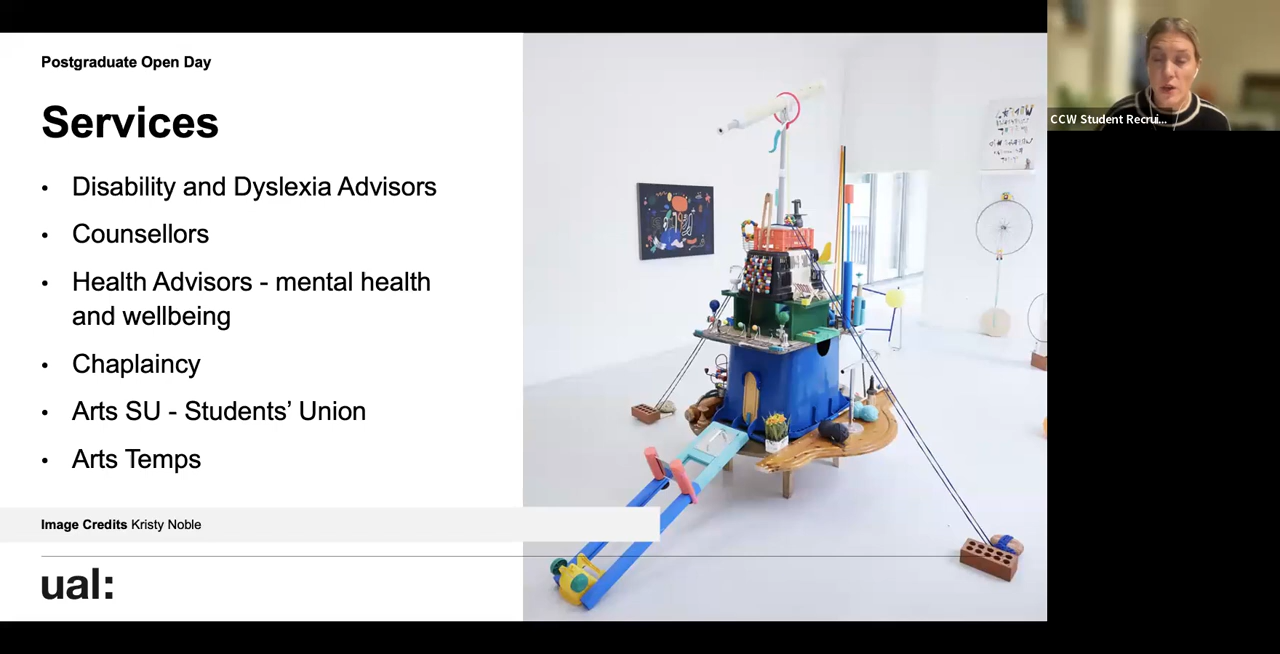 Postgraduate Open Day
Services
• Disability and Dyslexia Advisors
• Counsellors
• Health Advisors - mental health
and wellbeing
• Chaplaincy
• Arts SU - Students’ Union
• Arts Temps
Image Credits Kristy Noble
ual:
CCW Student Recrui...